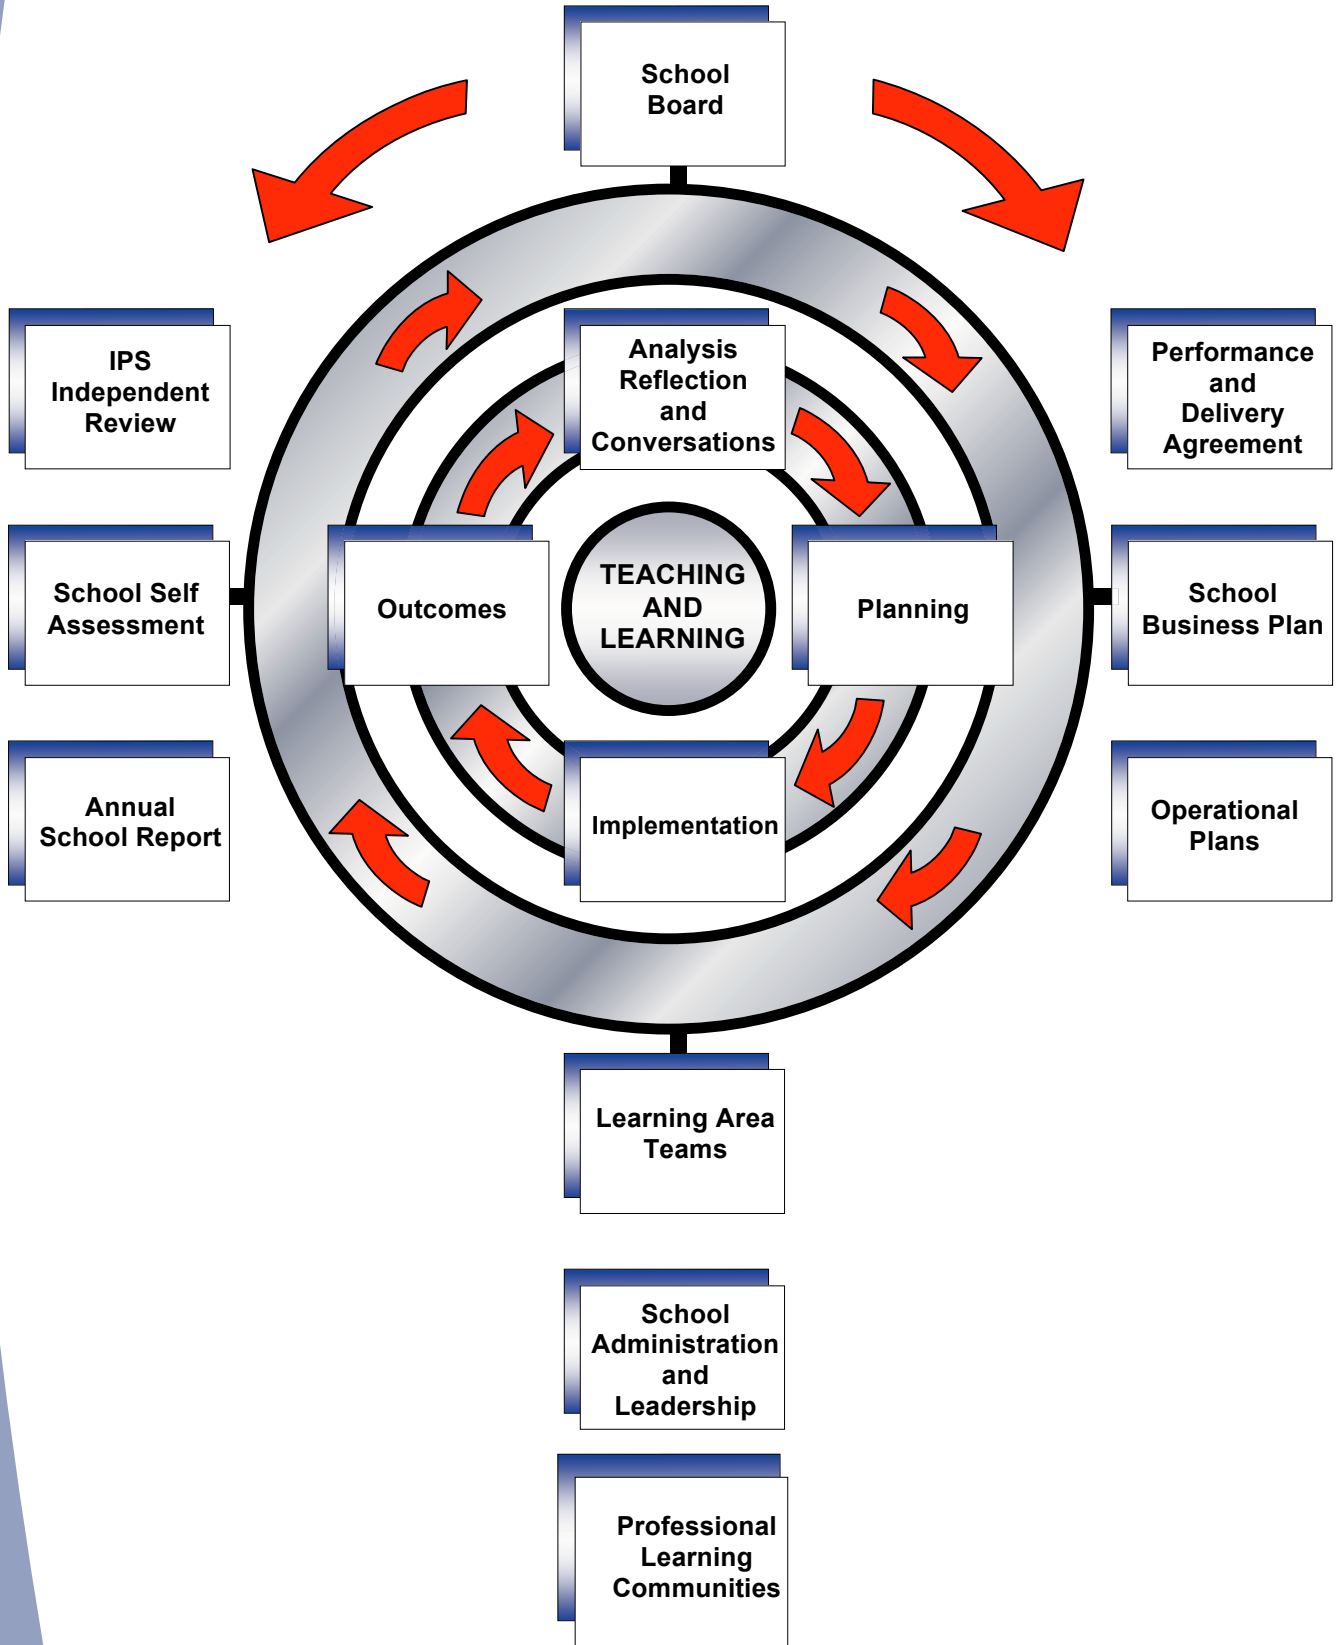 School
Board
IPS
Independent
Review
Analysis
Reflection
and
Conversations
Performance
and
Delivery
Agreement
School Self
Assessment
Outcomes
TEACHING
AND
LEARNING
Planning
School
Business Plan
Annual
School Report
Implementation
Operational
Plans
Learning Area
Teams
School
Administration
and
Leadership
Professional
Learning
Communities